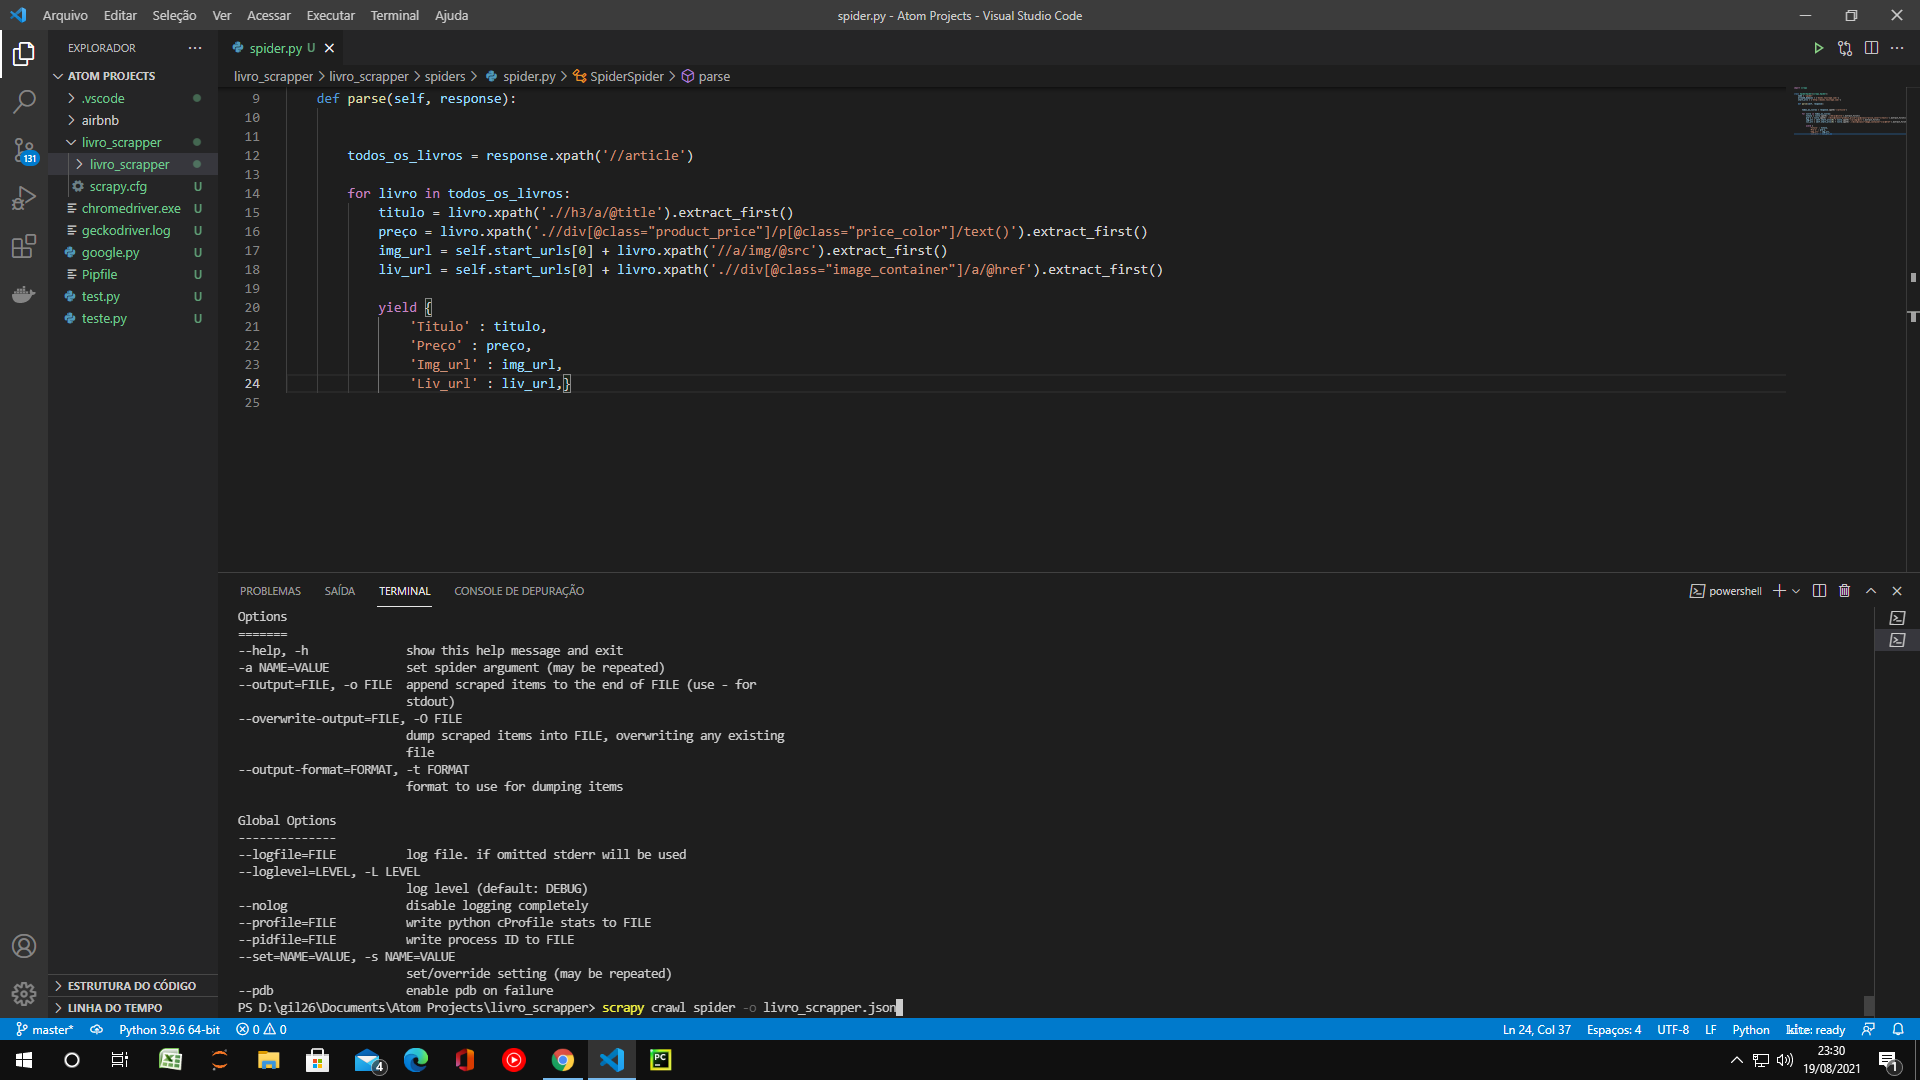 Arquivo Editar Seleção Ver Acessar Executar Terminal Ajuda
spider.py - Atom Projects - Visual Studio Code
EXPLORADOR
ATOM PROJECTS
.vscode
airbnb
livro_scrapper
livro_scrapper
scrapy.cfg U
chromedriver.exe U
geckodriver.log U
google.py U
Pipfile U
test.py U
teste.py U
ESTRUTURA DO CÓDIGO
LINHA DO TEMPO
131
spider.py U
livro_scrapper > livro_scrapper > spiders > spider.py > SpiderSpider > parse
9 def parse(self, response):
10
11
12 todos_os_livros = response.xpath('//article')
13
14 for livro in todos_os_livros:
15 titulo = livro.xpath('.//h3/a/@title').extract_first()
16 preço = livro.xpath('.//div[@class="product_price"]/p[@class="price_color"]/text()').extract_first()
17 img_url = self.start_urls[0] + livro.xpath('//a/img/@src').extract_first()
18 liv_url = self.start_urls[0] + livro.xpath('.//div[@class="image_container"]/a/@href').extract_first()
19
20 yield {
21 'Titulo' : titulo,
22 'Preço' : preço,
23 'Img_url' : img_url,
24 'Liv_url' : liv_url,}
25
PROBLEMAS SAÍDA TERMINAL CONSOLE DE DEPURAÇÃO
powershell
Options
=======
--help, -h show this help message and exit
-a NAME=VALUE set spider argument (may be repeated)
--output=FILE, -o FILE append scraped items to the end of FILE (use - for
stdout)
--overwrite-output=FILE, -O FILE
dump scraped items into FILE, overwriting any existing
file
--output-format=FORMAT, -t FORMAT
format to use for dumping items
Global Options
--------------
--logfile=FILE log file. if omitted stderr will be used
--loglevel=LEVEL, -L LEVEL
log level (default: DEBUG)
--nolog disable logging completely
--profile=FILE write python cProfile stats to FILE
--pidfile=FILE write process ID to FILE
--set=NAME=VALUE, -s NAME=VALUE
set/override setting (may be repeated)
--pdb enable pdb on failure
PS D:\gil26\Documents\Atom Projects\livro_scrapper> scrapy crawl spider -o livro_scrapper.json
master* Python 3.9.6 64-bit 0 0
Ln 24, Col 37 Espaços: 4 UTF-8 LF Python kite: ready
4
PC
23:30
19/08/2021
1